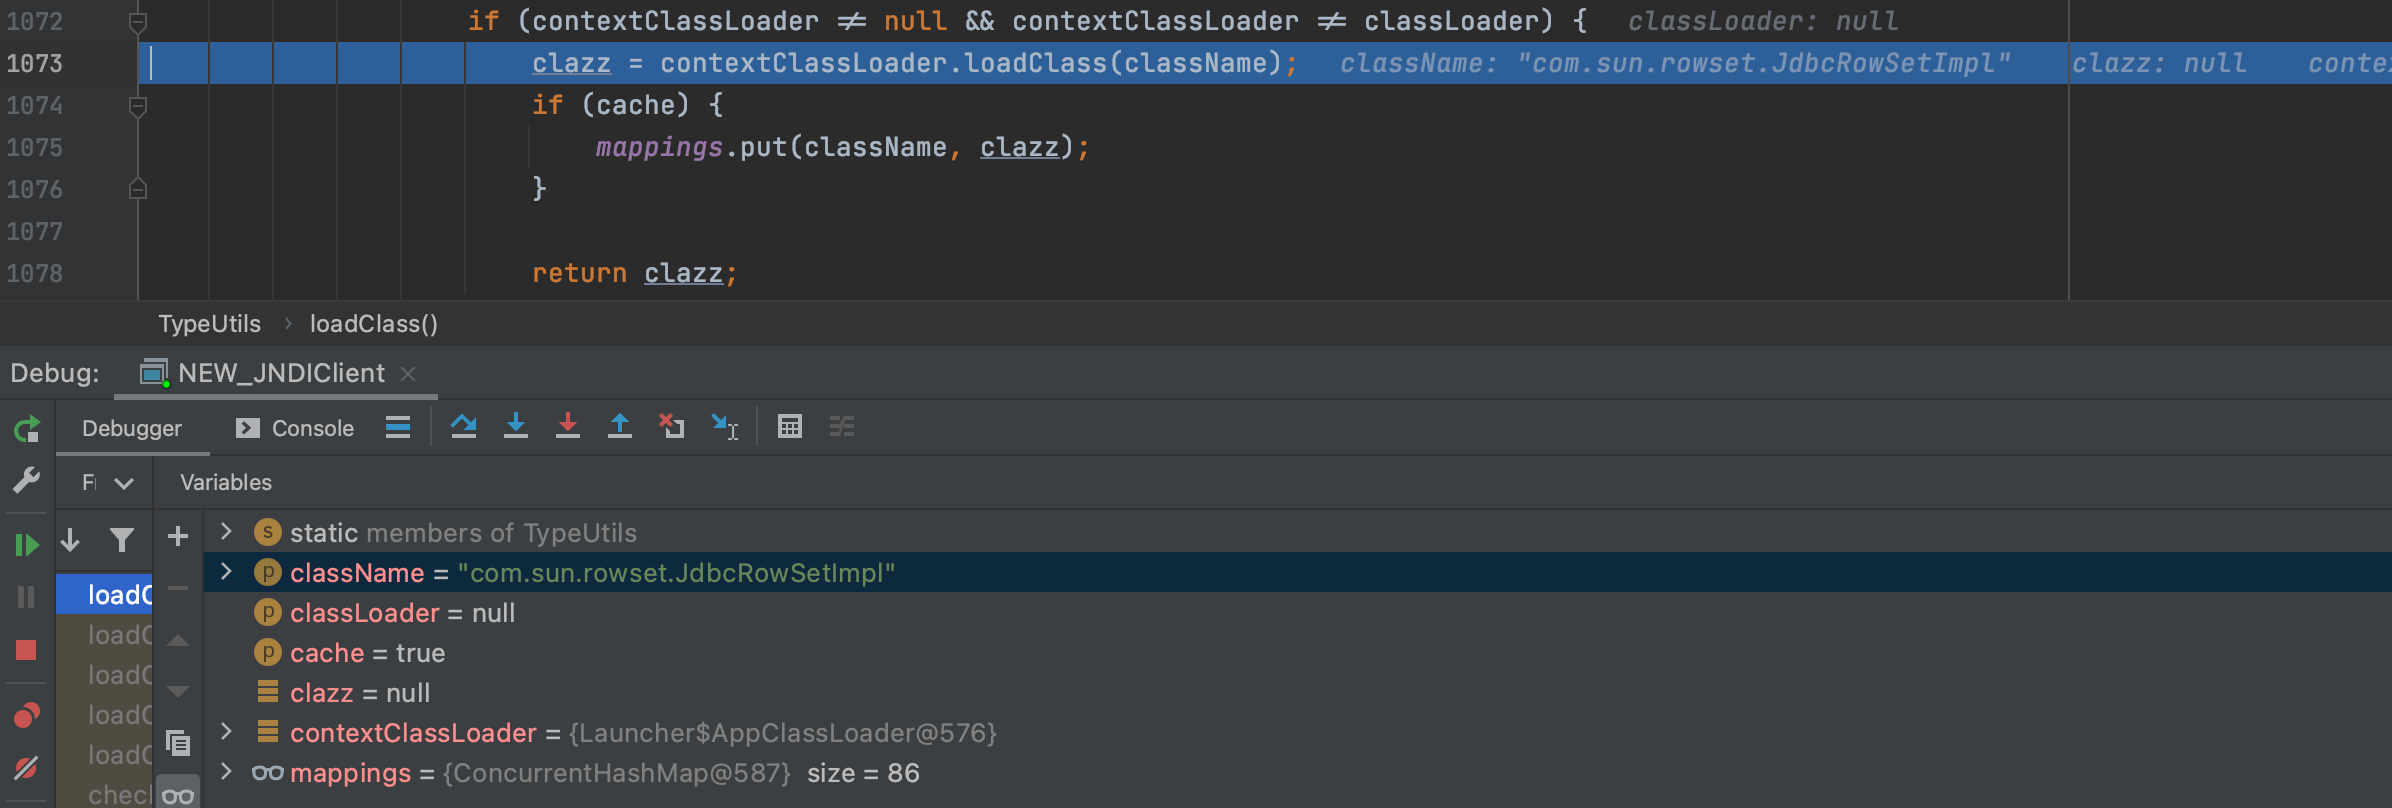 1072 if (contextClassLoader ≠ null && contextClassLoader ≠ classLoader) { classLoader: null
1073 clazz = contextClassLoader.loadClass(className); className: "com.sun.rowset.JdbcRowSetImpl" clazz: null contex
1074 if (cache) {
1075 mappings.put(className, clazz);
1076 }
1077
1078 return clazz;
TypeUtils › loadClass()
Debug: NEW_JNDIClient ×
Debugger Console
Variables
static members of TypeUtils
className = "com.sun.rowset.JdbcRowSetImpl"
classLoader = null
cache = true
clazz = null
contextClassLoader = {Launcher$AppClassLoader@576}
mappings = {ConcurrentHashMap@587} size = 86
loadC
loadC
loadC
loadC
loadC
chec